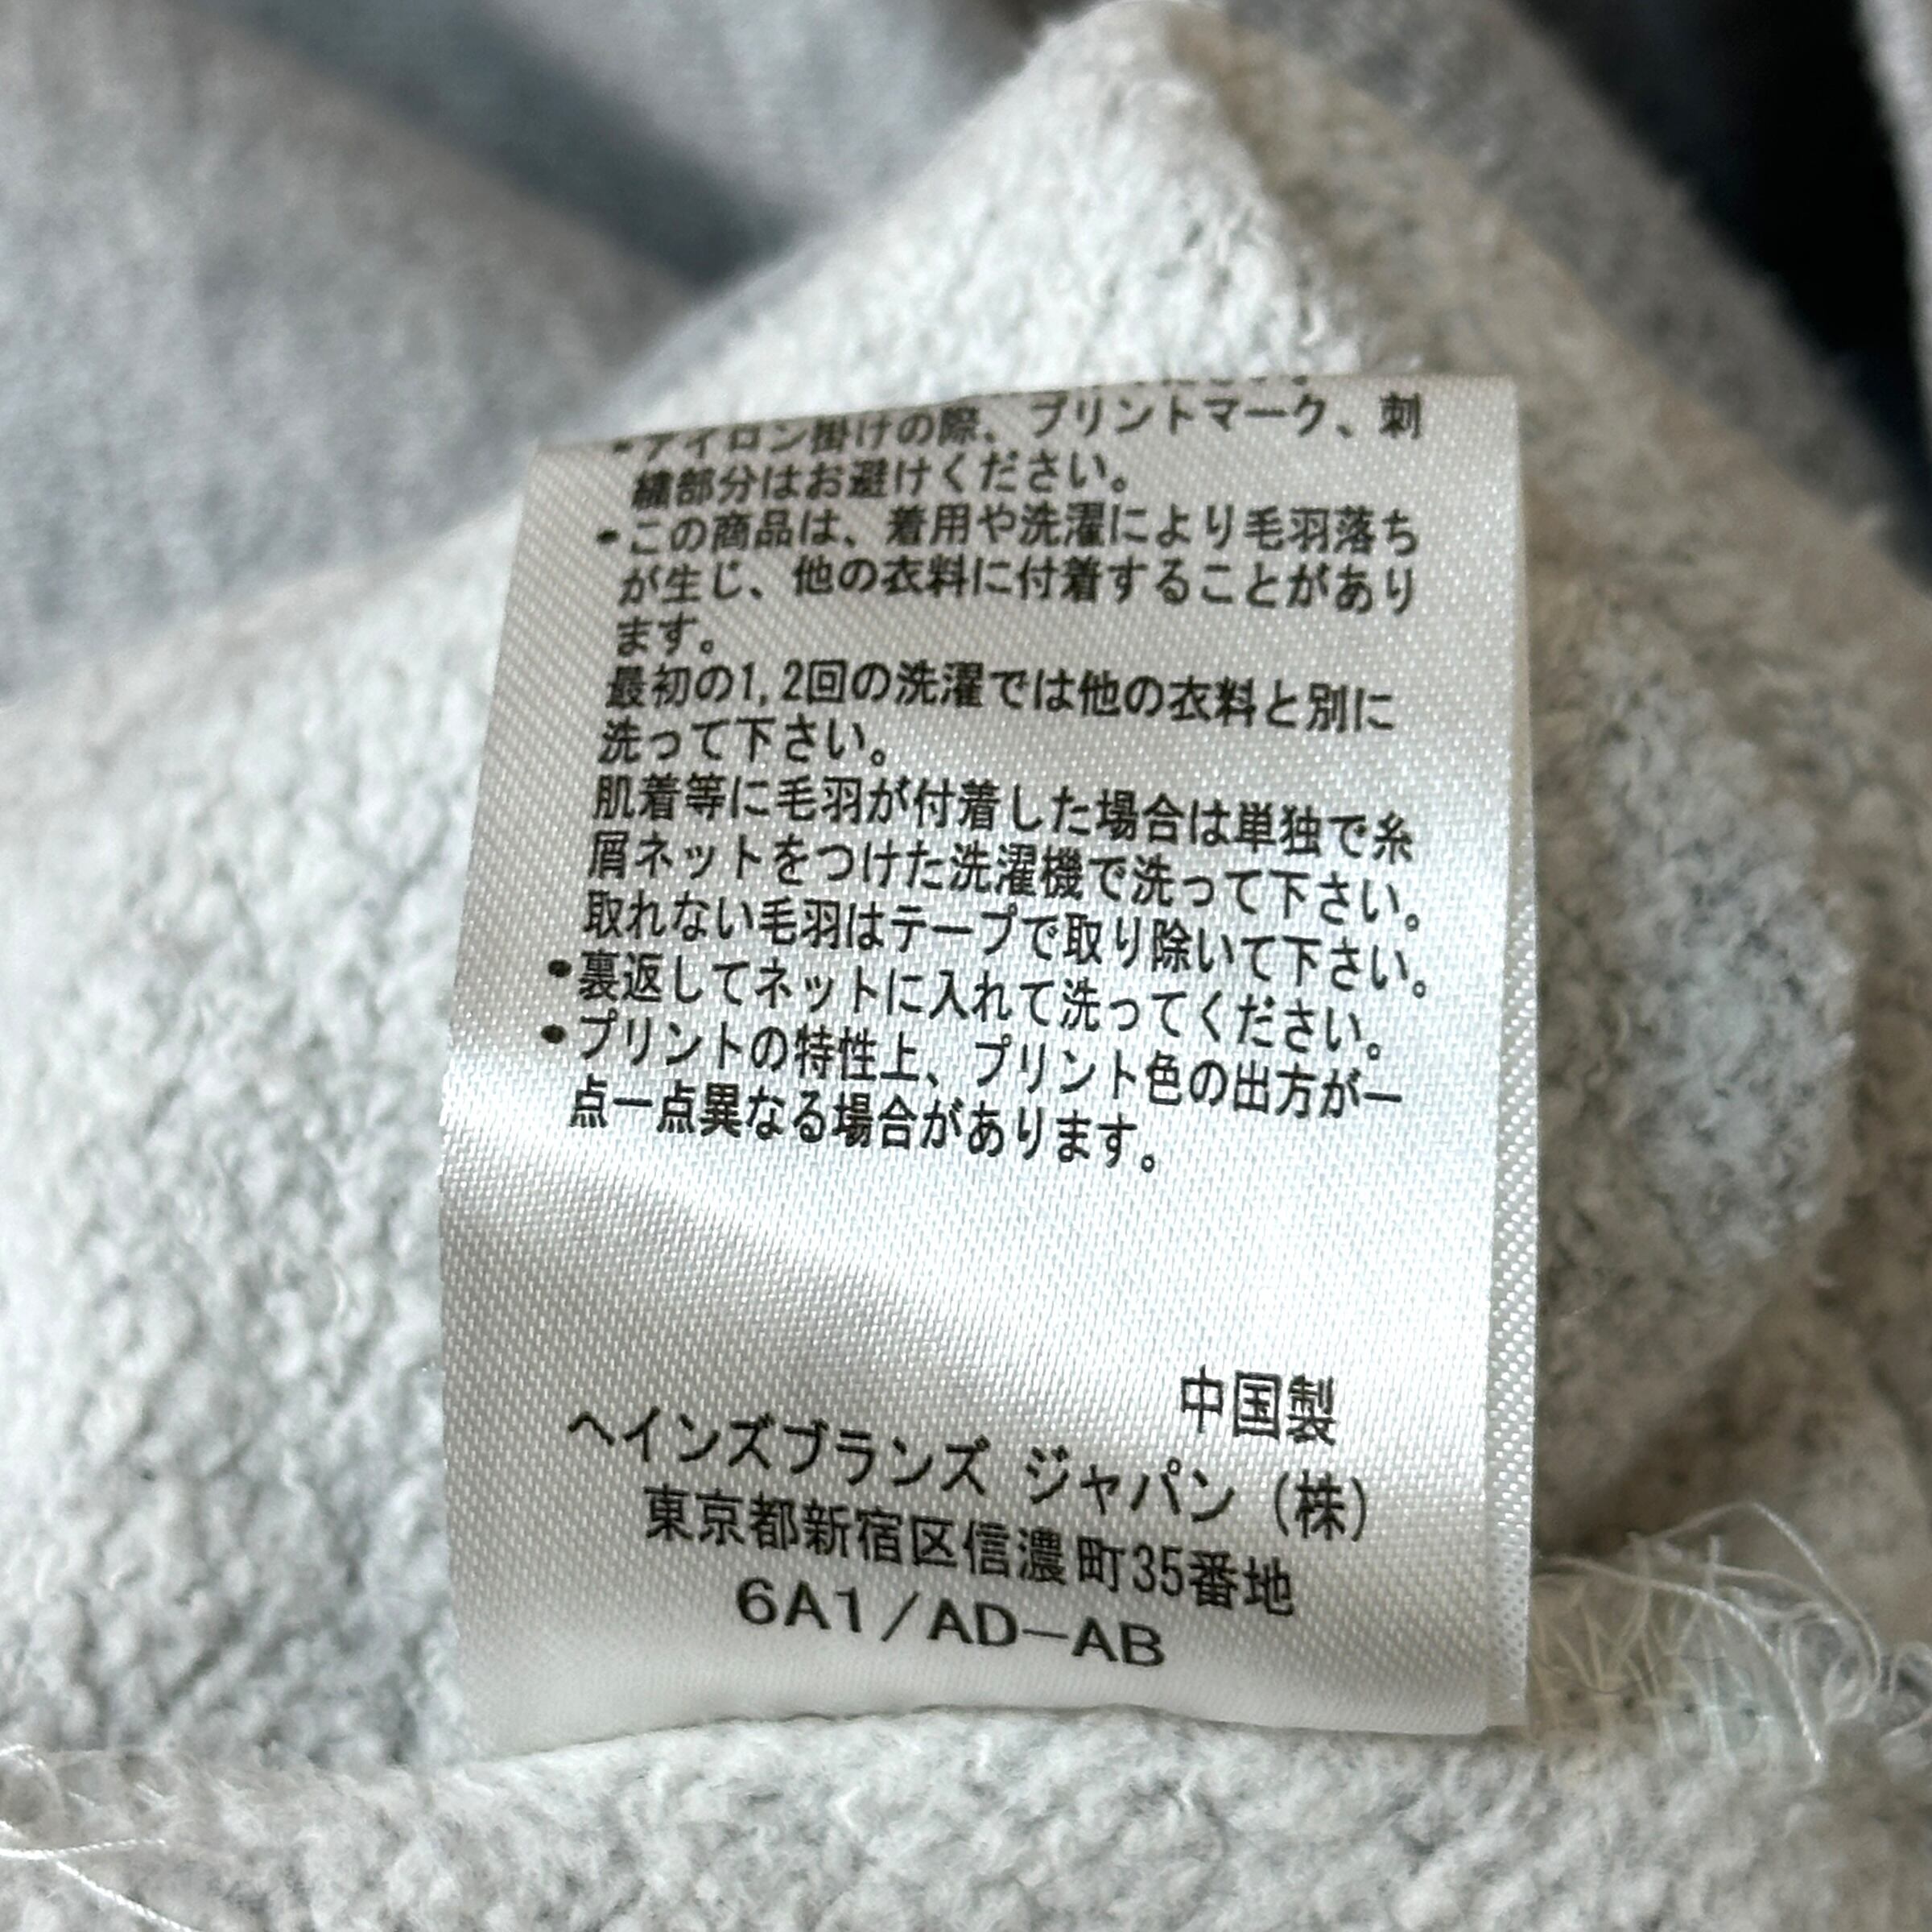 ・アイロン掛けの際、プリントマーク、刺
繍部分はお避けください。
・この商品は、着用や洗濯により毛羽落ち
が生じ、他の衣料に付着することがあり
ます。
最初の1,2回の洗濯では他の衣料と別に
洗って下さい。
肌着等に毛羽が付着した場合は単独で糸
屑ネットをつけた洗濯機で洗って下さい。
取れない毛羽はテープで取り除いて下さい。
・裏返してネットに入れて洗ってください。
・プリントの特性上、プリント色の出方が一
点一点異なる場合があります。
中国製
ヘインズブランズ ジャパン (株)
東京都新宿区信濃町35番地
6A1/AD-AB